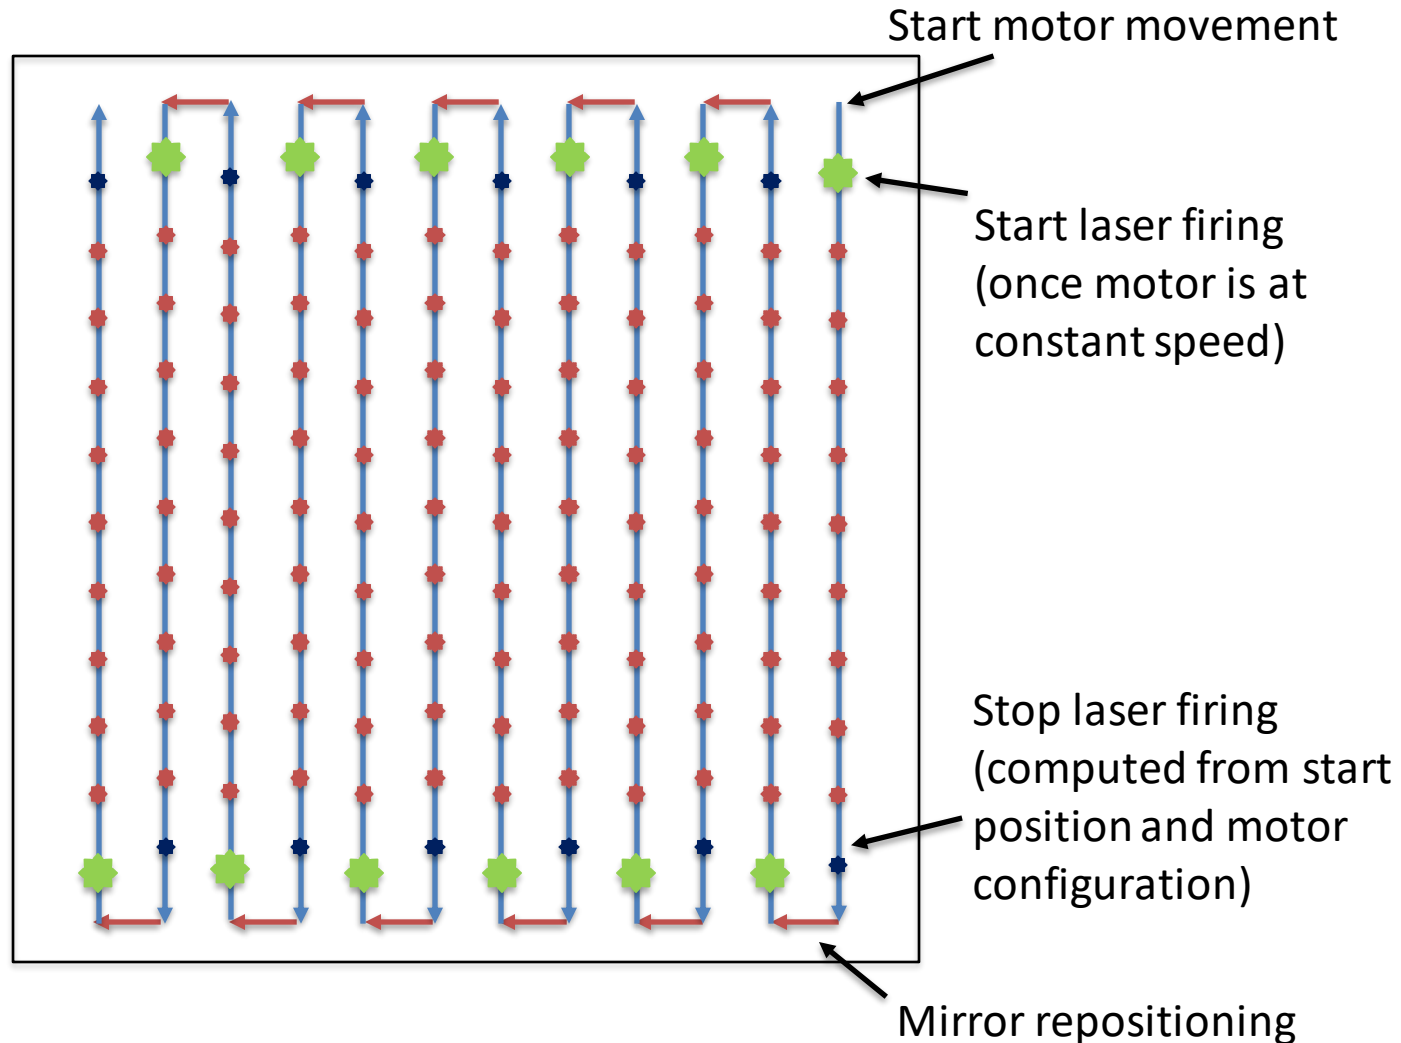 Start motor movement
Start laser firing
(once motor is at
constant speed)
Stop laser firing
(computed from start
position and motor
configuration)
Mirror repositioning